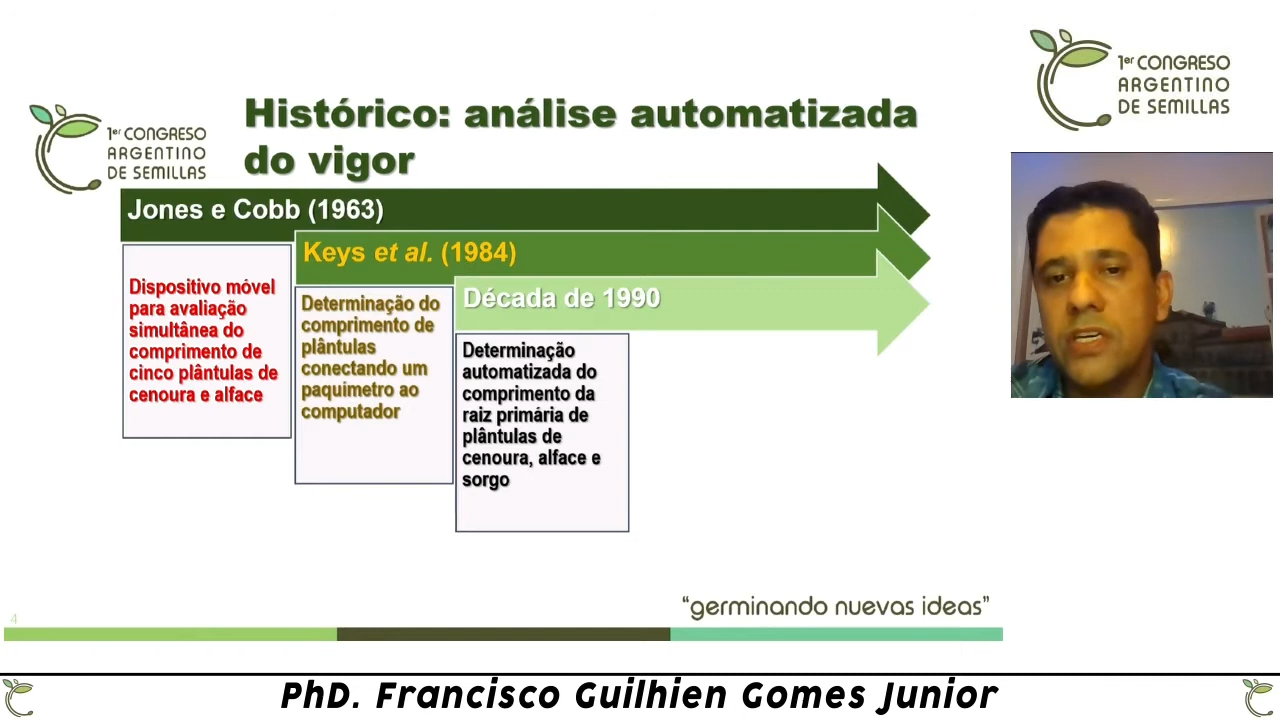 1er CONGRESO
ARGENTINO
DE SEMILLAS
Histórico: análise automatizada
do vigor
Jones e Cobb (1963)
Dispositivo móvel
para avaliação
simultânea do
comprimento de
cinco plântulas de
cenoura e alface
Keys et al. (1984)
Determinação do
comprimento de
plântulas
conectando um
paquímetro ao
computador
Década de 1990
Determinação
automatizada do
comprimento da
raiz primária de
plântulas de
cenoura, alface e
sorgo
4
“germinando nuevas ideas”
1er CONGRESO
ARGENTINO
DE SEMILLAS
PhD. Francisco Guilhien Gomes Junior